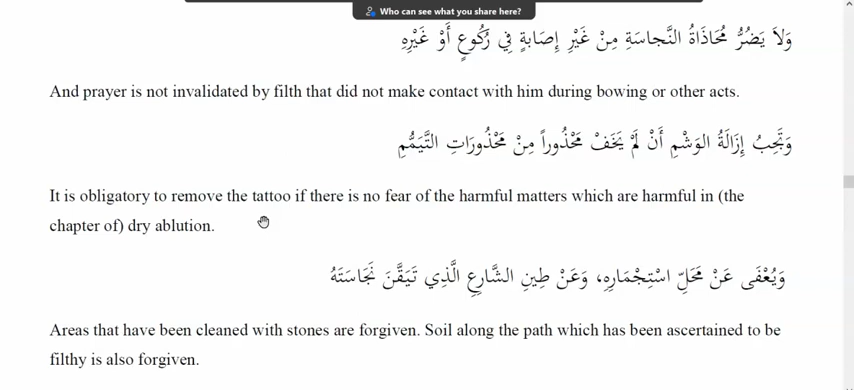 Who can see what you share here?
وَلاَ يَضُرُّ مُحَاذَاةُ النَّجاسَةِ مِنْ غَيْرِ إِصَابةٍ فِي رُكُوعٍ أَوْ غَيْرِهِ
And prayer is not invalidated by filth that did not make contact with him during bowing or other acts.
وَتَجِبُ إِزَالَةُ الوَشْمِ أَنْ لَمْ يَخَفْ مَحْذُوراً مِنْ مَحْذُورَاتِ التَّيَمُّمِ
It is obligatory to remove the tattoo if there is no fear of the harmful matters which are harmful in (the
chapter of) dry ablution.
وَيُعْفَى عَنْ مَحَلِّ اسْتِجْمَارِهِ، وَعَنْ طِينِ الشَّارِعِ الَّذِي تَيَقَّنَ نَجَاسَتَهُ
Areas that have been cleaned with stones are forgiven. Soil along the path which has been ascertained to be
filthy is also forgiven.